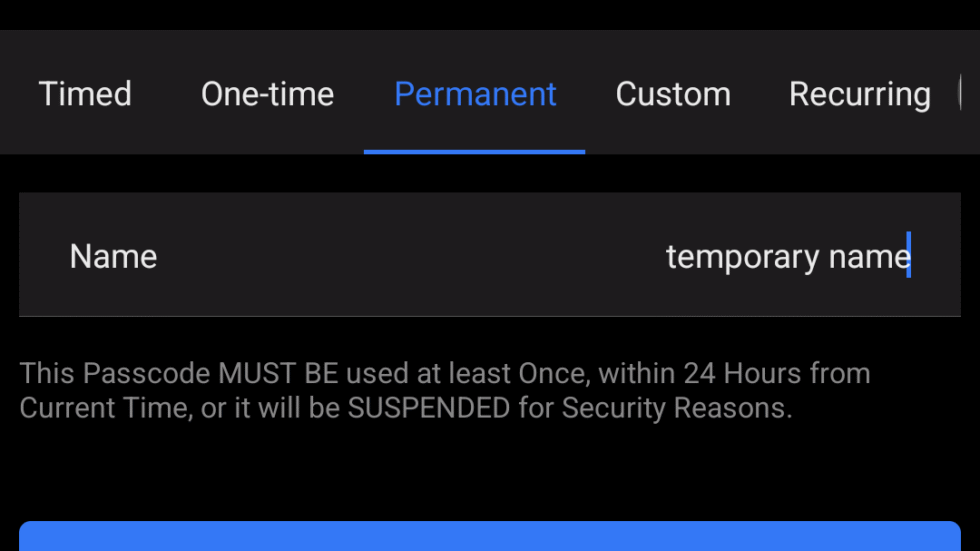 Timed One-time Permanent Custom Recurring
Name temporary name
This Passcode MUST BE used at least Once, within 24 Hours from
Current Time, or it will be SUSPENDED for Security Reasons.